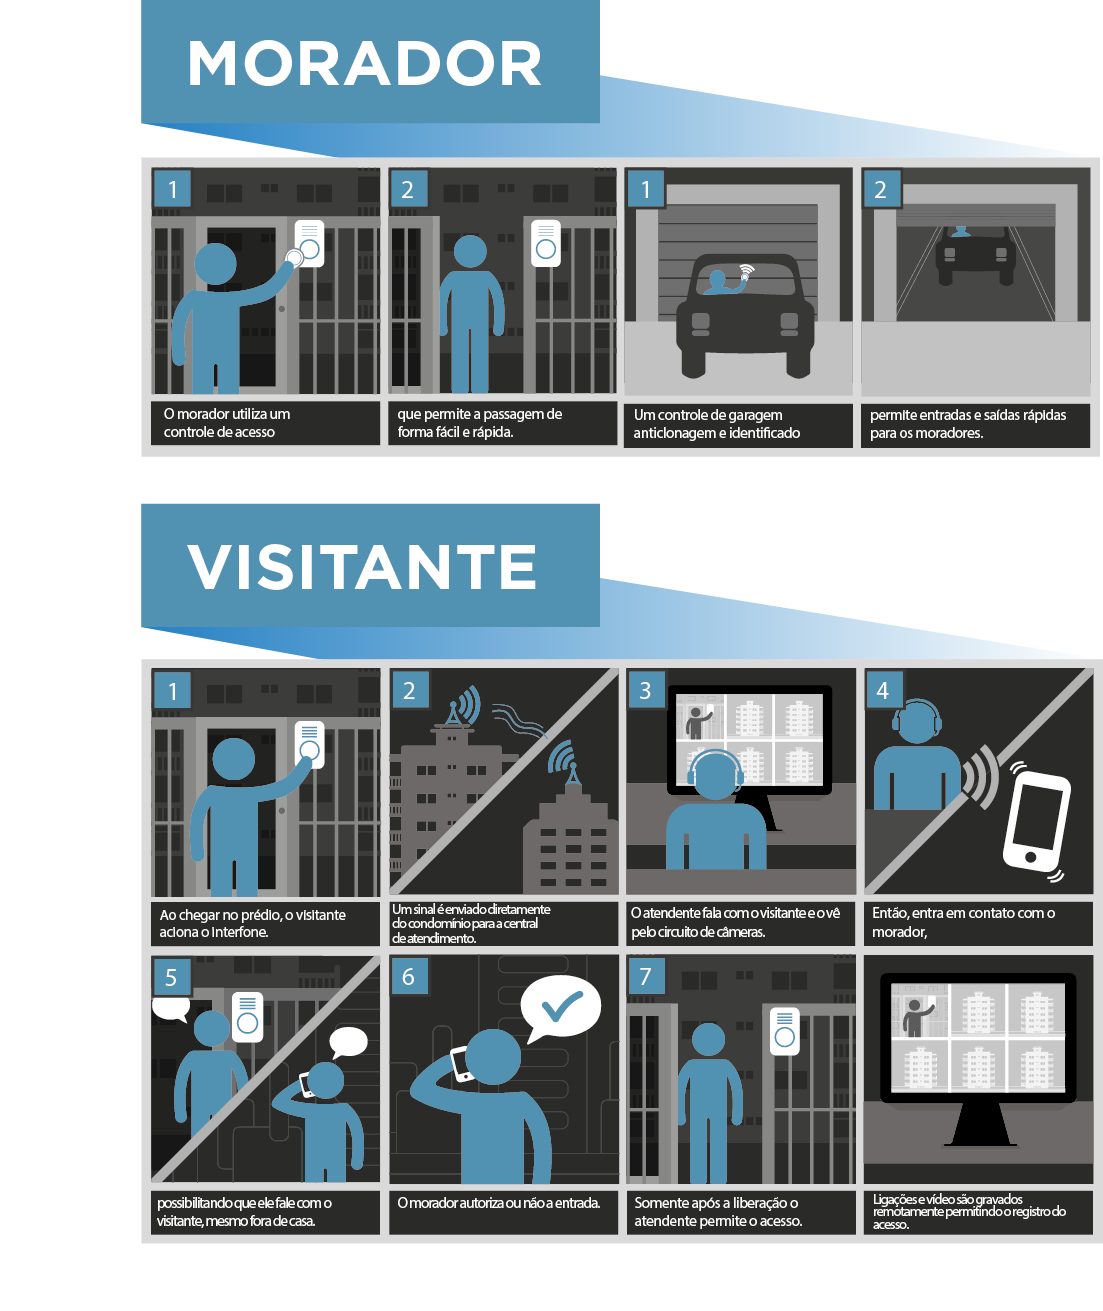 MORADOR
1
O morador utiliza um
controle de acesso
2
que permite a passagem de
forma fácil e rápida.
1
Um controle de garagem
anticlonagem e identificado
2
permite entradas e saídas rápidas
para os moradores.
VISITANTE
1
Ao chegar no prédio, o visitante
aciona o interfone.
2
Um sinal é enviado diretamente
do condomínio para a central
de atendimento.
3
O atendente fala com o visitante e o vê
pelo circuito de câmeras.
4
Então, entra em contato com o
morador,
5
possibilitando que ele fale com o
visitante, mesmo fora de casa.
6
O morador autoriza ou não a entrada.
7
Somente após a liberação o
atendente permite o acesso.
Ligações e vídeo são gravados
remotamente permitindo o registro do
acesso.